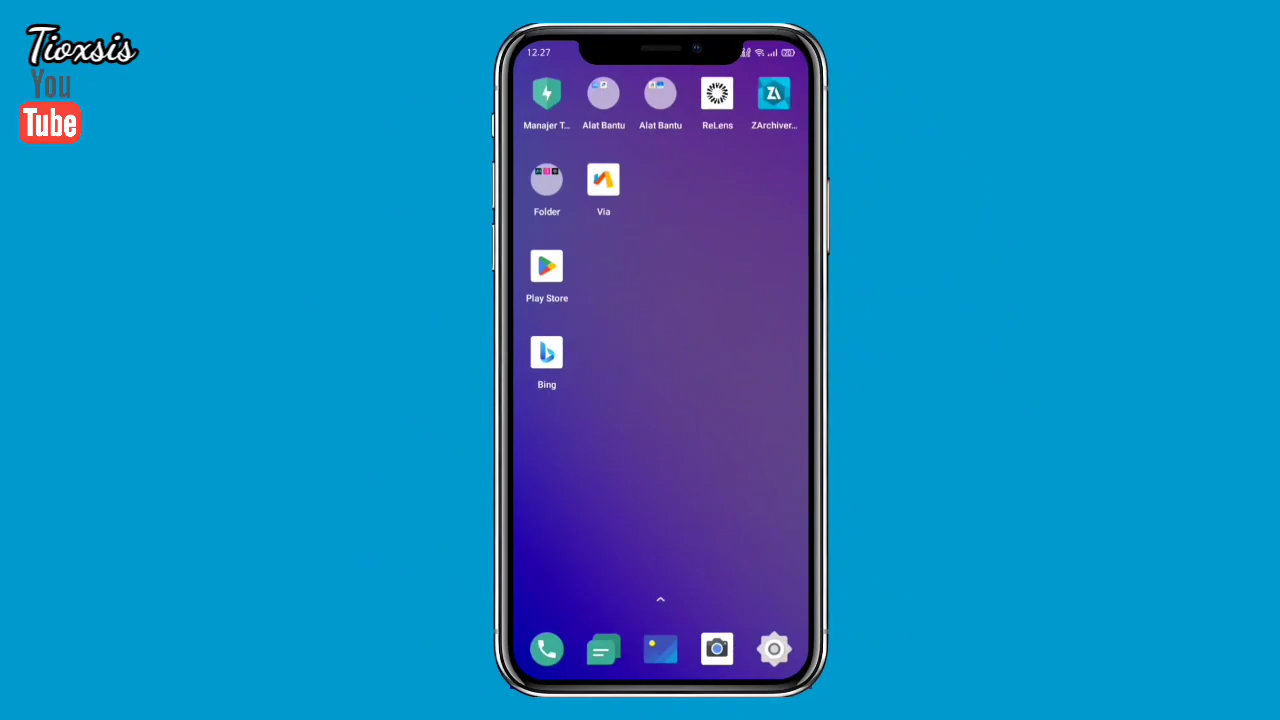 Tioxsis
You
Tube
12.27
Manajer T...
Alat Bantu
Alat Bantu
ReLens
ZArchiver...
Folder
Via
Play Store
Bing